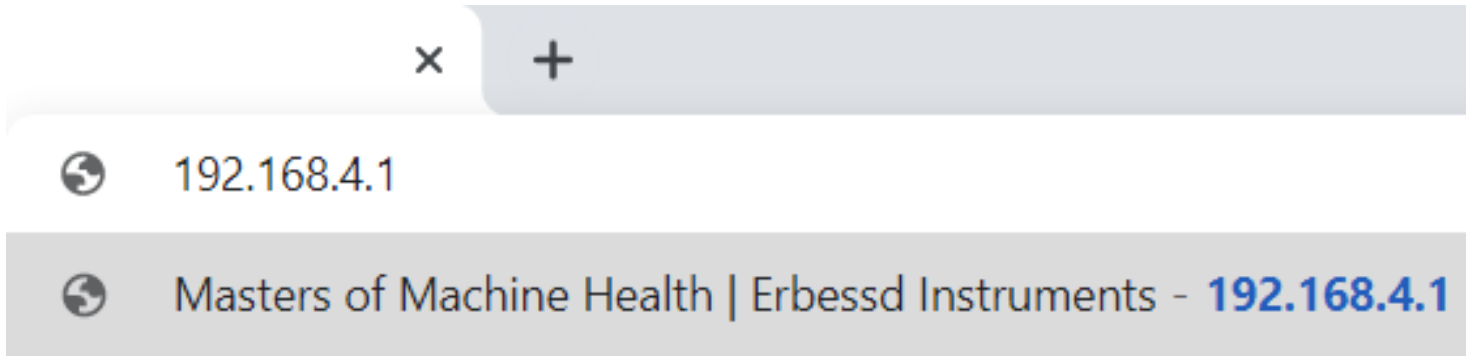 192.168.4.1
Masters of Machine Health | Erbessd Instruments - 192.168.4.1